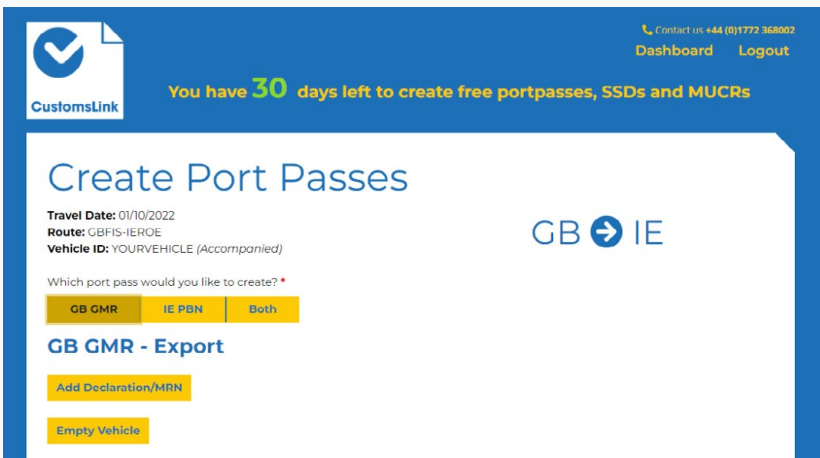 Contact us +44 (0)1772 368002
Dashboard Logout
You have 30 days left to create free portpasses, SSDs and MUCRs
CustomsLink
Create Port Passes
Travel Date: 01/10/2022
Route: GBFIS-IEROE
Vehicle ID: YOURVEHICLE (Accompanied)
GB IE
Which port pass would you like to create? *
GB GMR IE PBN Both
GB GMR - Export
Add Declaration/MRN
Empty Vehicle